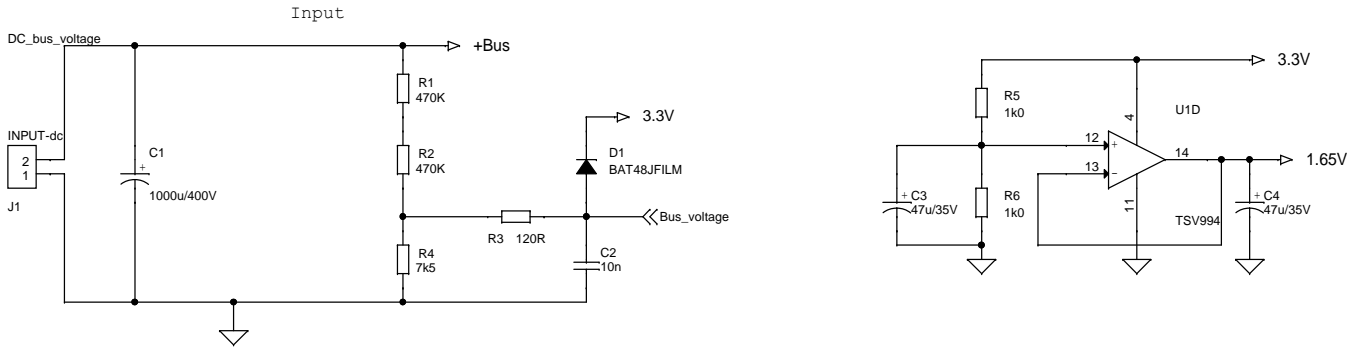 Input
DC_bus_voltage
+Bus
R1
470K
3.3V
INPUT-dc
2
1
J1
C1
+
1000u/400V
R2
470K
D1
BAT48JFILM
Bus_voltage
R3 120R
R4
7k5
C2
10n
3.3V
R5
1k0
U1D
4
12
+
13
-
14
1.65V
11
TSV994
+
C3
47u/35V
R6
1k0
+
C4
47u/35V